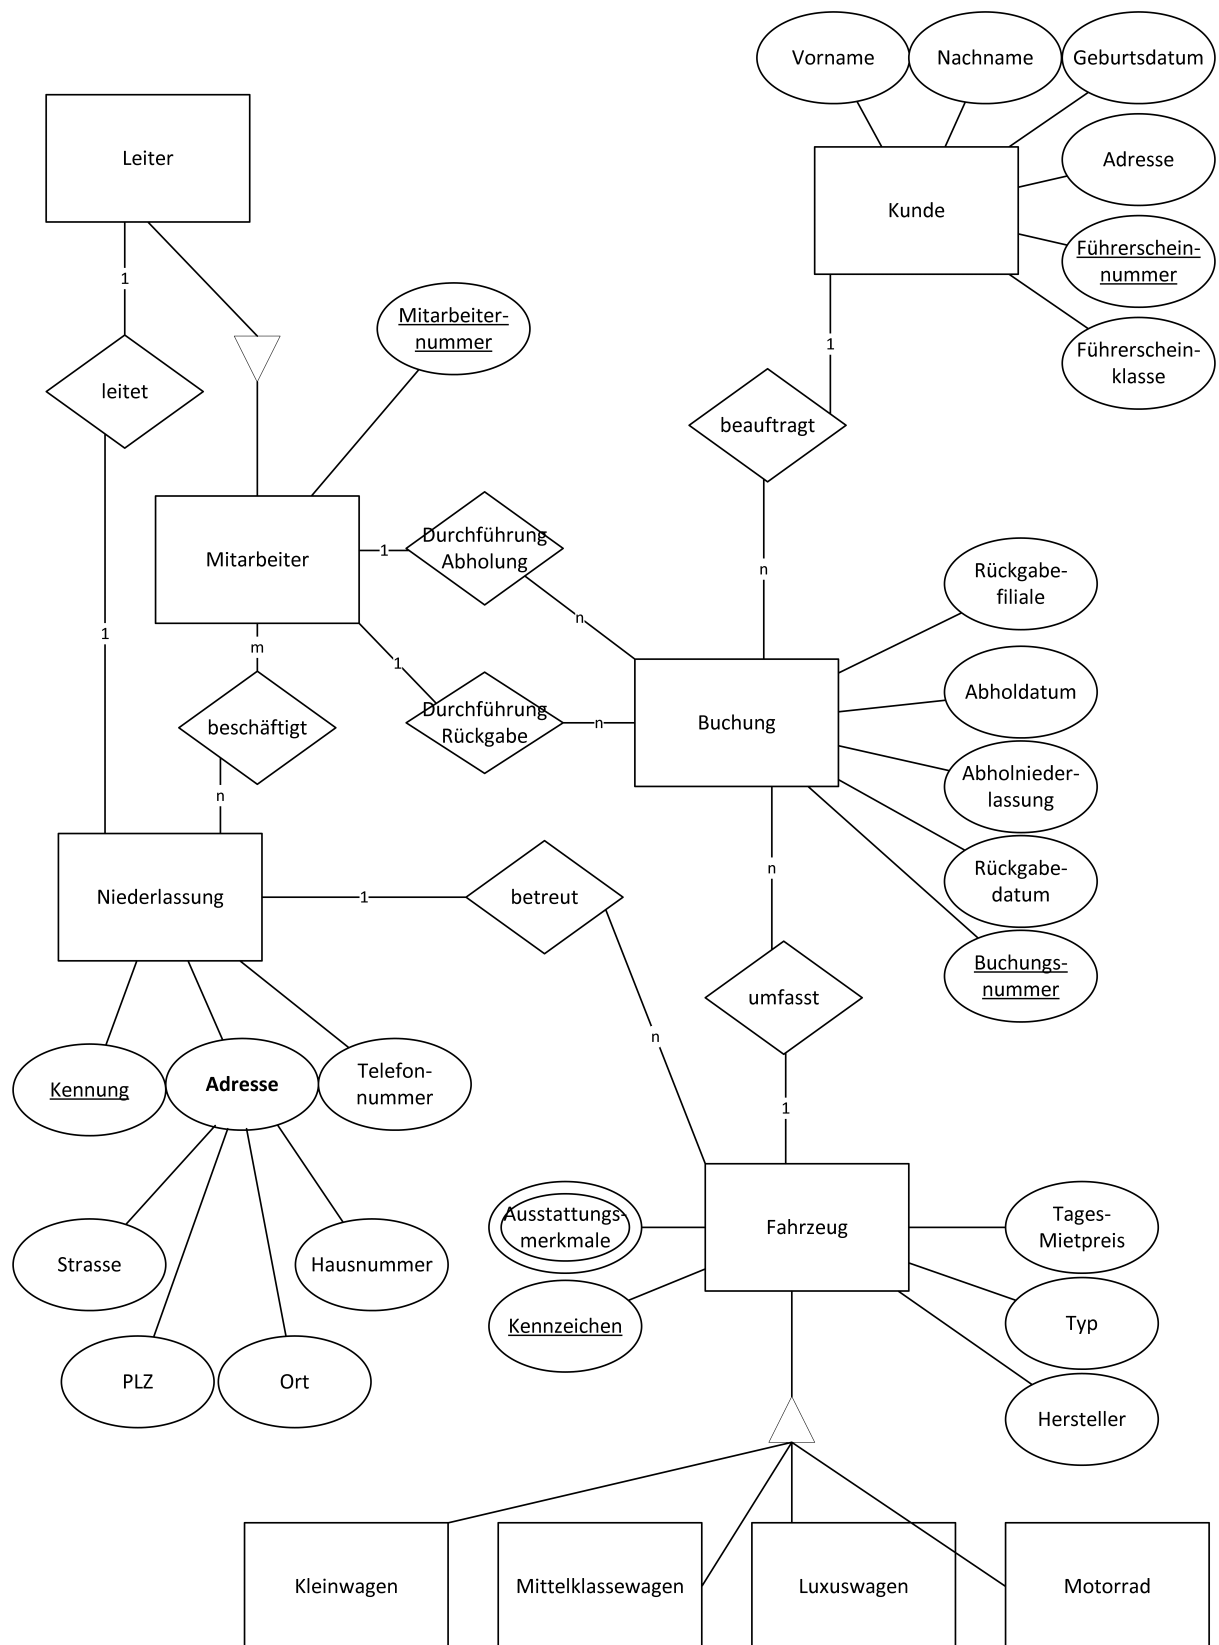 Vorname
Nachname
Geburtsdatum
Leiter
Adresse
Kunde
Führerschein-
nummer
1
Mitarbeiter-
nummer
1
Führerschein-
klasse
leitet
beauftragt
Durchführung
Abholung
1
Mitarbeiter
n
Rückgabe-
filiale
n
1
m
1
Abholdatum
beschäftigt
Durchführung
Rückgabe
n
Buchung
Abholnieder-
lassung
n
n
Rückgabe-
datum
Niederlassung
1
betreut
Buchungs-
nummer
umfasst
n
Kennung
Adresse
Telefon-
nummer
1
Ausstattungs-
merkmale
Fahrzeug
Tages-
Mietpreis
Strasse
Hausnummer
Kennzeichen
Typ
PLZ
Ort
Hersteller
Kleinwagen
Mittelklassewagen
Luxuswagen
Motorrad